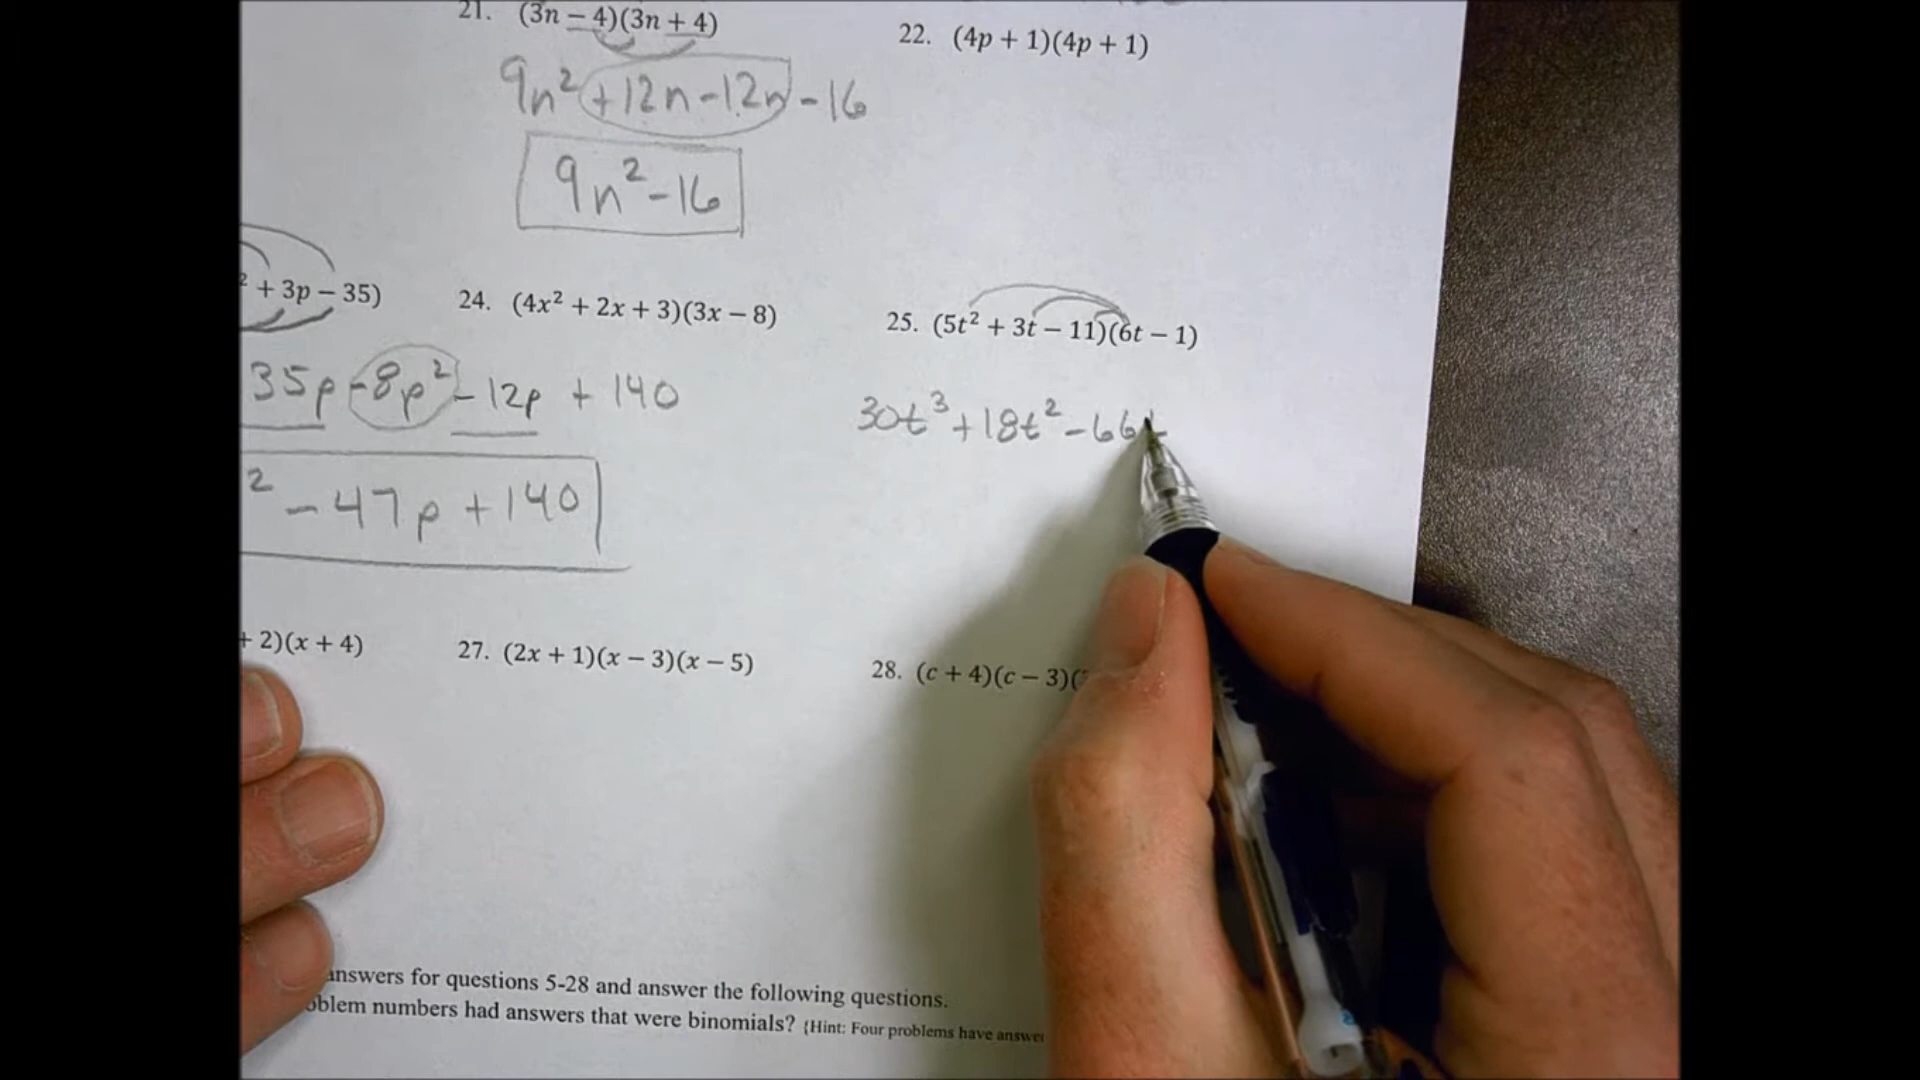 21. (3n − 4)(3n + 4)
22. (4p + 1)(4p + 1)
9n² + 12n - 12n - 16
9n² - 16
² + 3p − 35)
24. (4x² + 2x + 3)(3x − 8)
25. (5t² + 3t − 11)(6t − 1)
35p - 8p² - 12p + 140
30t³ + 18t² - 66t
² - 47p + 140
+ 2)(x + 4)
27. (2x + 1)(x − 3)(x − 5)
28. (c + 4)(c − 3)(
answers for questions 5-28 and answer the following questions.
oblem numbers had answers that were binomials? {Hint: Four problems have answe